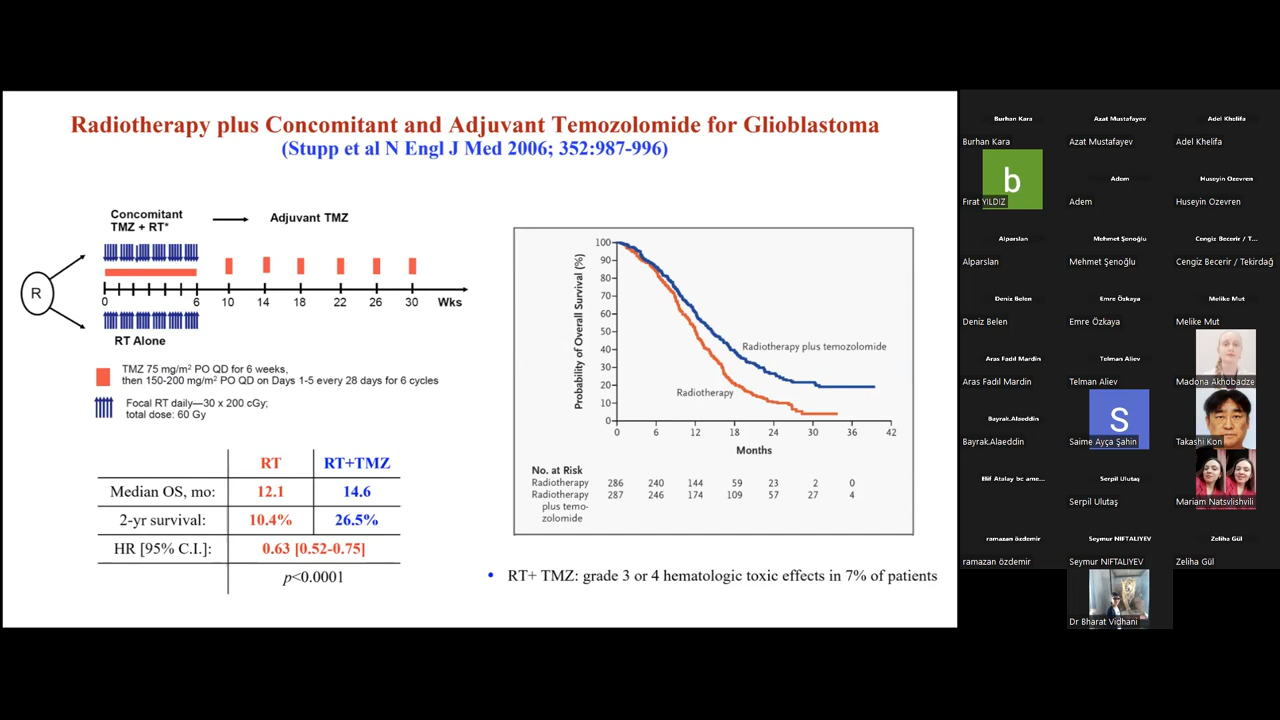 Radiotherapy plus Concomitant and Adjuvant Temozolomide for Glioblastoma
(Stupp et al N Engl J Med 2006; 352:987-996)
Concomitant
TMZ + RT*
Adjuvant TMZ
R
0 6 10 14 18 22 26 30 Wks
RT Alone
TMZ 75 mg/m² PO QD for 6 weeks,
then 150-200 mg/m² PO QD on Days 1-5 every 28 days for 6 cycles
Focal RT daily—30 x 200 cGy;
total dose: 60 Gy
RT RT+TMZ
Median OS, mo: 12.1 14.6
2-yr survival: 10.4% 26.5%
HR [95% C.I.]: 0.63 [0.52-0.75]
p<0.0001
Probability of Overall Survival (%)
100
90
80
70
60
50
40
30
20
10
0
Radiotherapy plus temozolomide
Radiotherapy
0 6 12 18 24 30 36 42
Months
No. at Risk
Radiotherapy 286 240 144 59 23 2 0
Radiotherapy 287 246 174 109 57 27 4
plus temo-
zolomide
• RT+ TMZ: grade 3 or 4 hematologic toxic effects in 7% of patients
Burhan Kara Azat Mustafayev Adel Khelifa
Burhan Kara Azat Mustafayev Adel Khelifa
b Adem Huseyin Ozevren
Fırat YILDIZ Adem Huseyin Ozevren
Alparslan Mehmet Şenoğlu Cengiz Becerir / T...
Alparslan Mehmet Şenoğlu Cengiz Becerir / Tekirdağ
Deniz Belen Emre Özkaya Melike Mut
Deniz Belen Emre Özkaya Melike Mut
Aras Fadıl Mardin Telman Aliev
Aras Fadıl Mardin Telman Aliev Madona Akhobadze
Bayrak.Alaeddin S
Bayrak.Alaeddin Saime Ayça Şahin Takashi Kon
Elif Atalay bc ame... Serpil Ulutaş
Serpil Ulutaş Mariam Natsvlishvili
ramazan özdemir Seymur NIFTALIYEV Zeliha Gül
ramazan özdemir Seymur NIFTALIYEV Zeliha Gül
Dr Bharat Vidhani